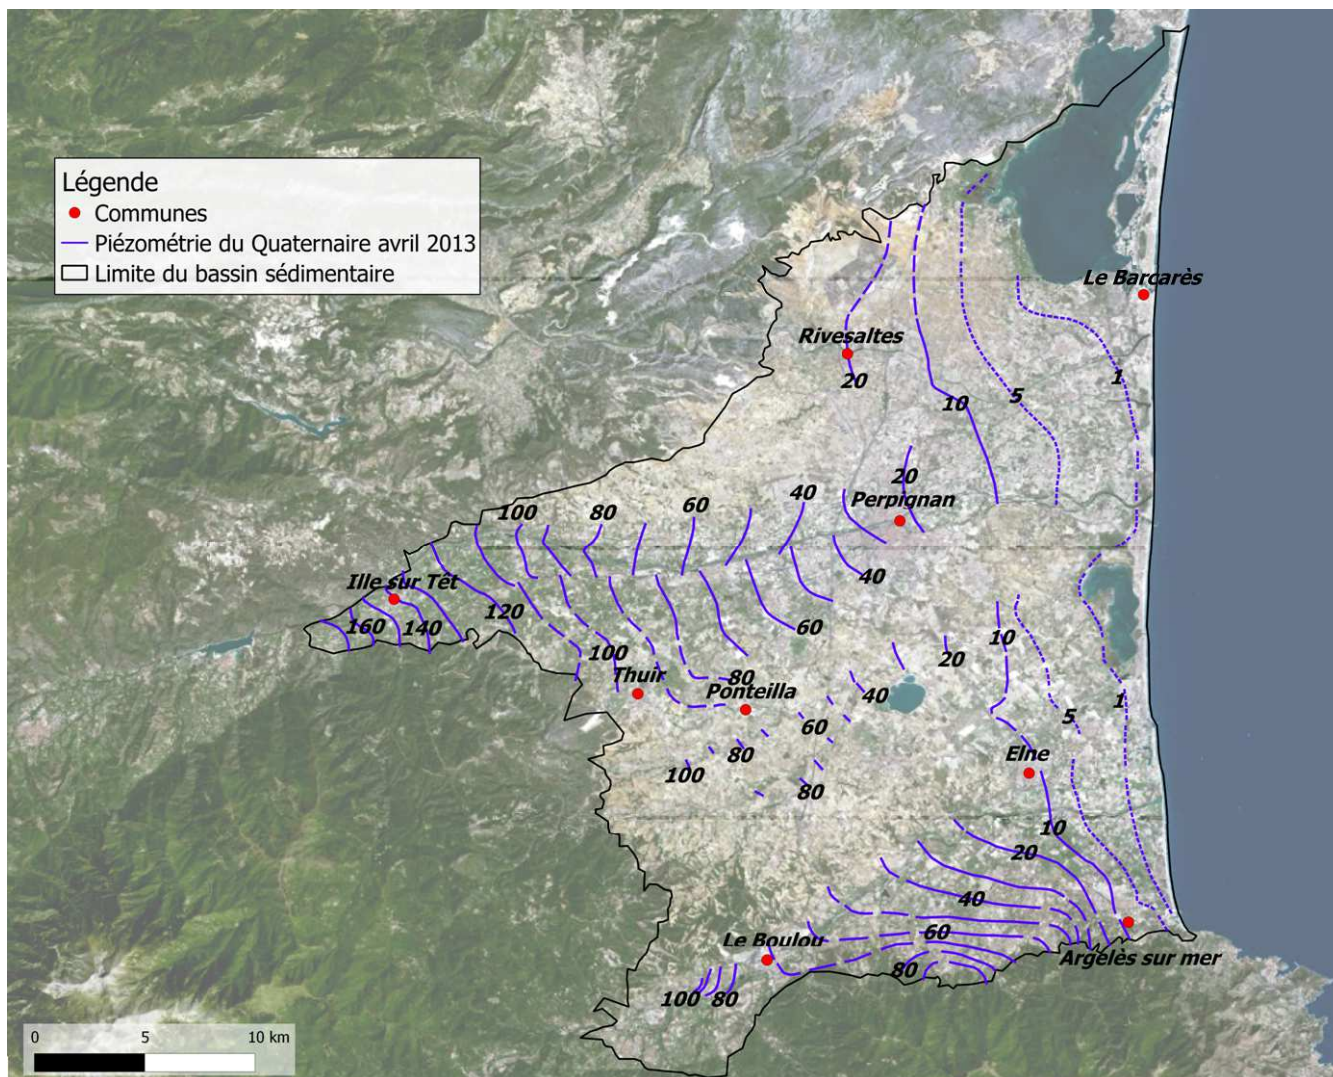 Légende
Communes
Piézométrie du Quaternaire avril 2013
Limite du bassin sédimentaire
Le Barcarès
Rivesaltes
20
1
5
10
20
Perpignan
40
60
80
100
40
Ille sur Têt
160
140
120
60
100
Thuir
80
Ponteilla
20
10
40
60
80
100
80
5
1
Elne
10
20
40
60
80
Le Boulou
100
80
Argelès sur mer
0 5 10 km